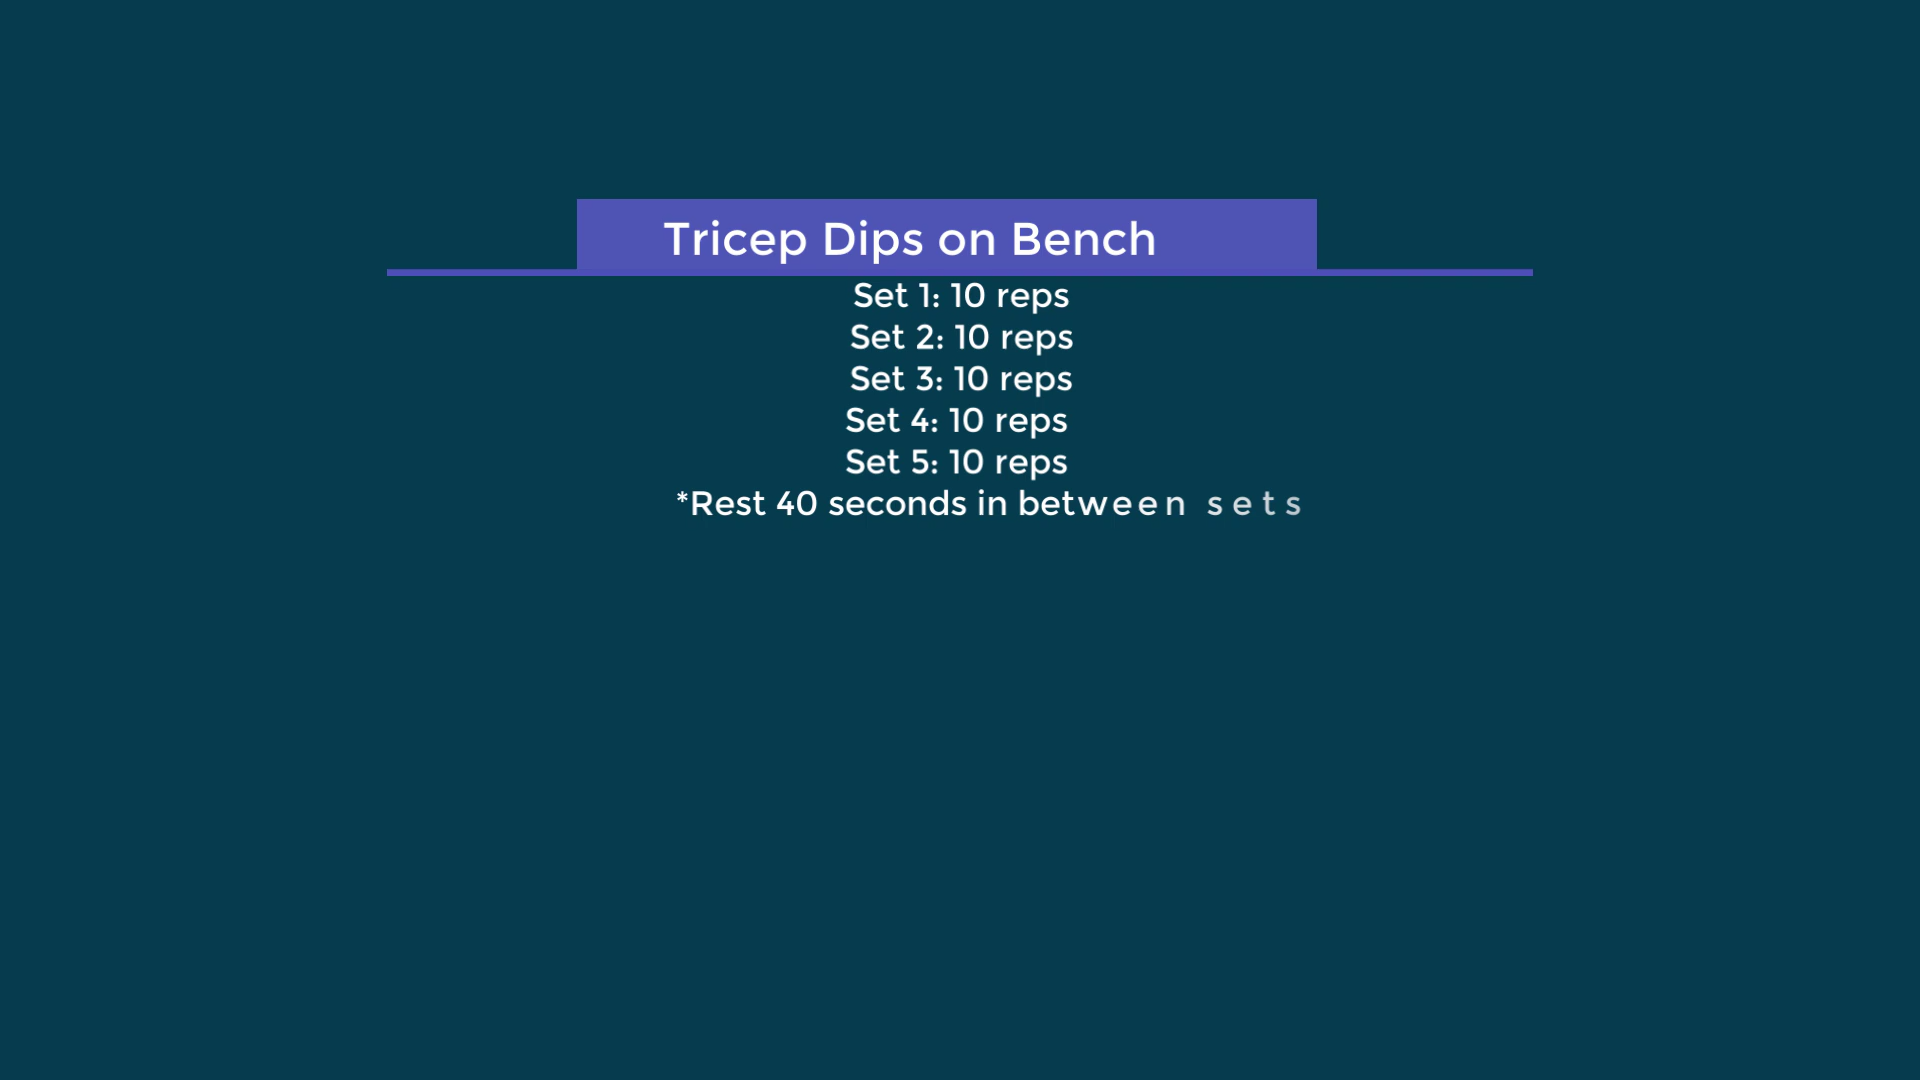 Tricep Dips on Bench
Set 1: 10 reps
Set 2: 10 reps
Set 3: 10 reps
Set 4: 10 reps
Set 5: 10 reps
*Rest 40 seconds in between sets